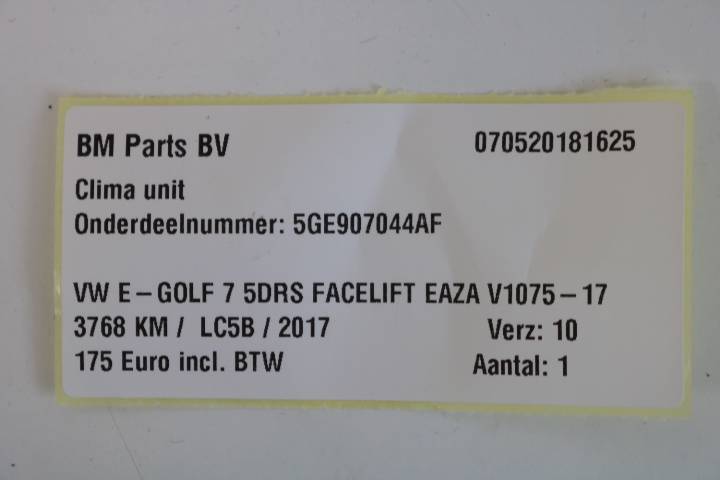 BM Parts BV 070520181625
Clima unit
Onderdeelnummer: 5GE907044AF
VW E-GOLF 7 5DRS FACELIFT EAZA V1075-17
3768 KM / LC5B / 2017 Verz: 10
175 Euro incl. BTW Aantal: 1